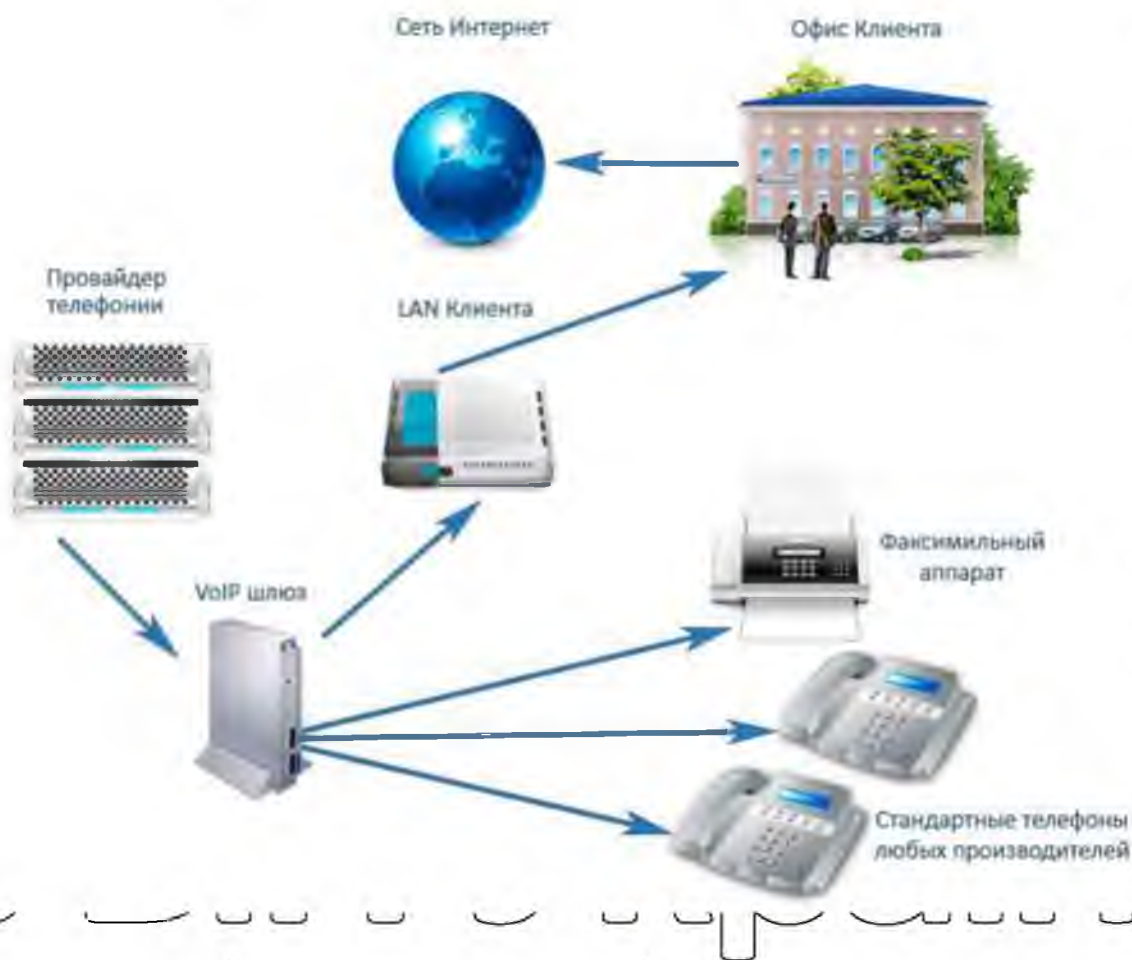 Сеть Интернет
Офис Клиента
Провайдер
телефонии
LAN Клиента
Факсимильный
аппарат
VoIP шлюз
Стандартные телефоны
любых производителей